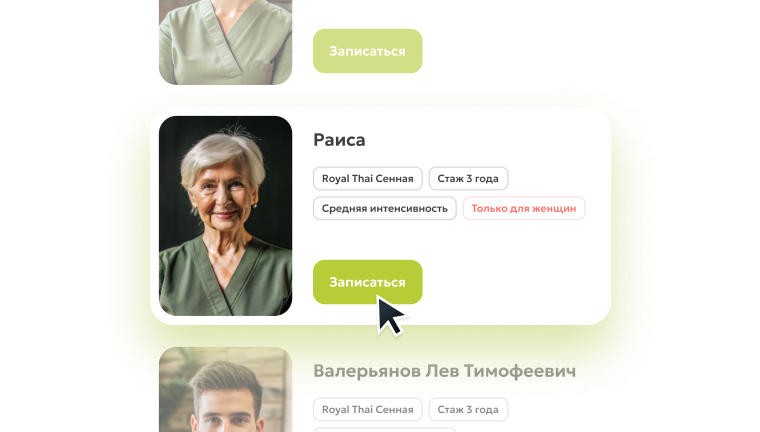 Записаться
Раиса
Royal Thai Сенная Стаж 3 года
Средняя интенсивность Только для женщин
Записаться
Валерьянов Лев Тимофеевич
Royal Thai Сенная Стаж 3 года